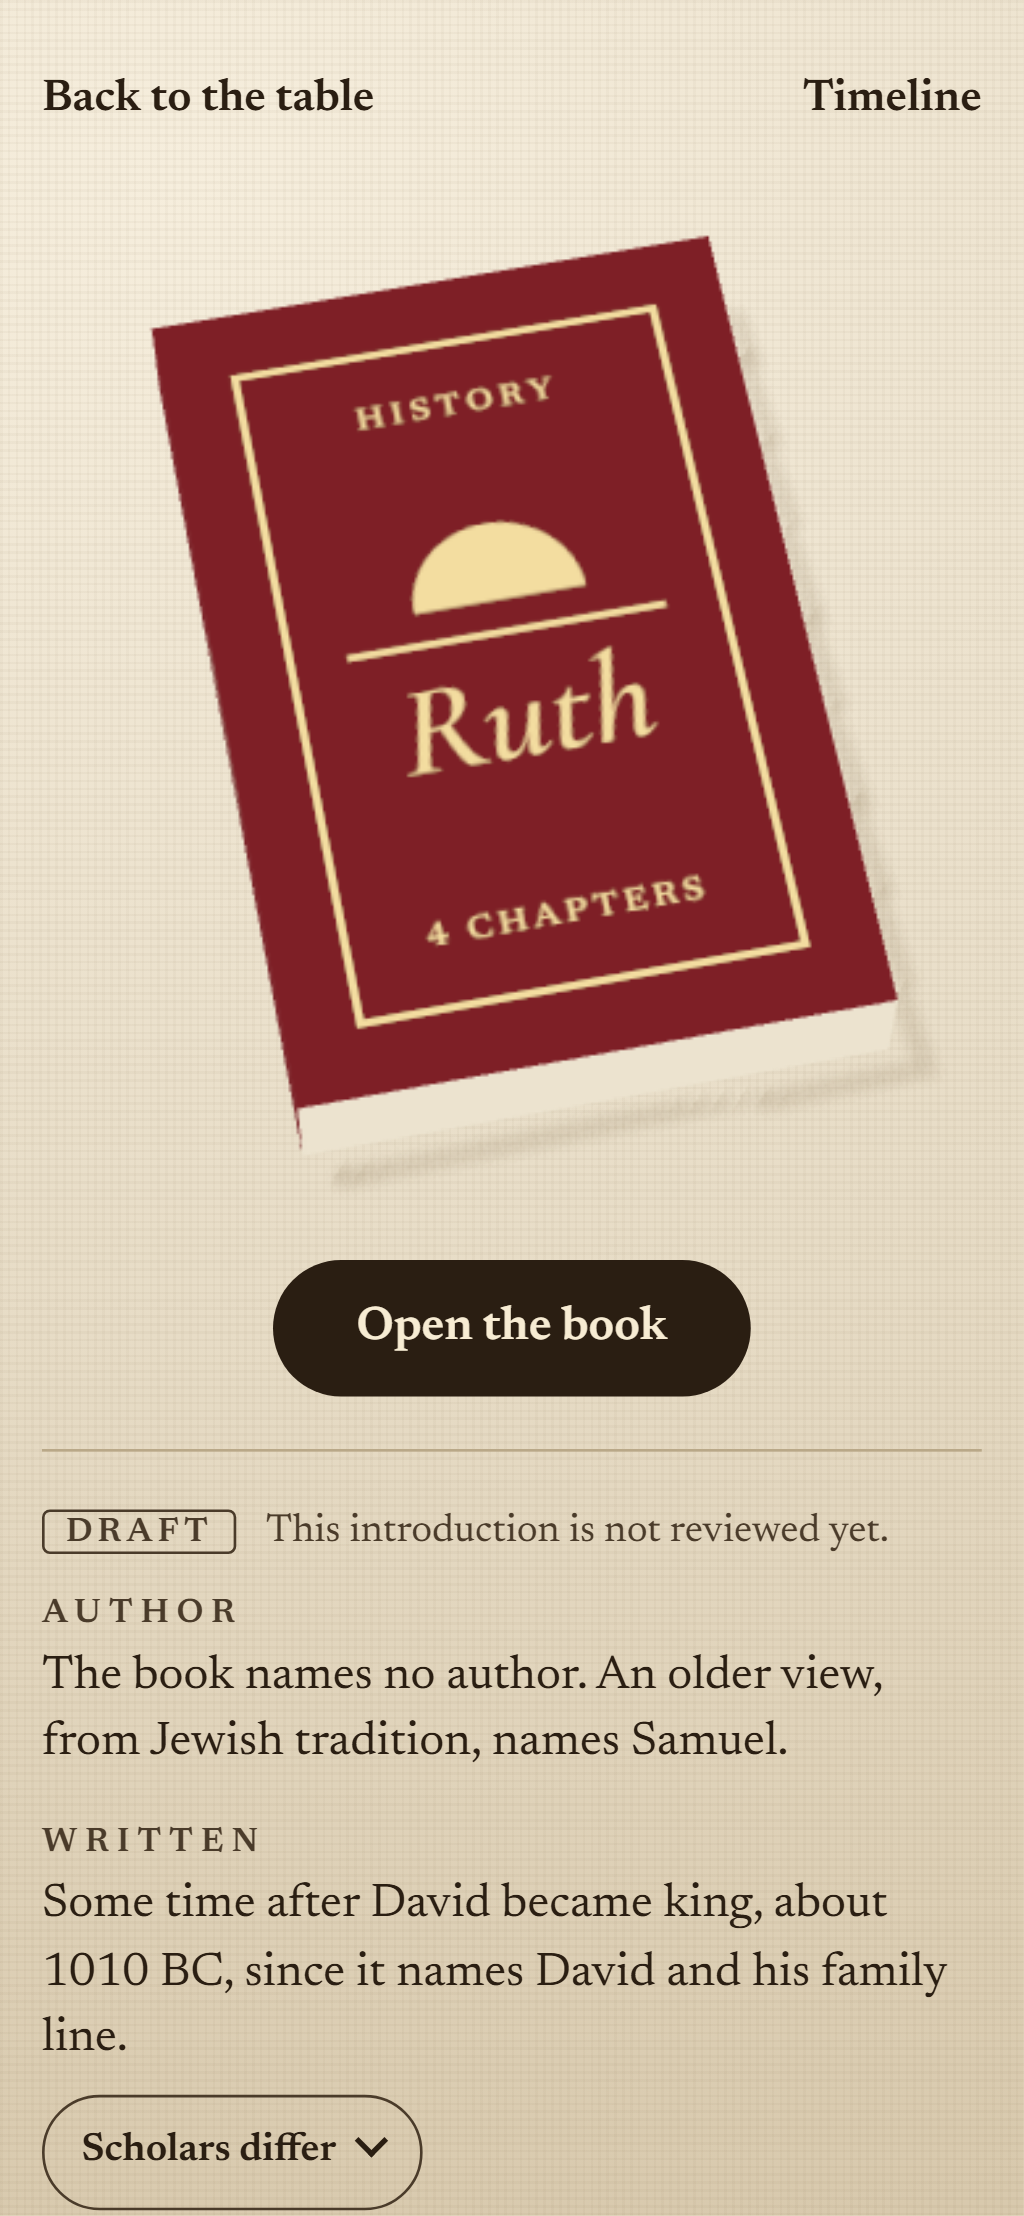 Back to the table
Timeline
HISTORY
Ruth
4 CHAPTERS
Open the book
DRAFT This introduction is not reviewed yet.
AUTHOR
The book names no author. An older view,
from Jewish tradition, names Samuel.
WRITTEN
Some time after David became king, about
1010 BC, since it names David and his family
line.
Scholars differ